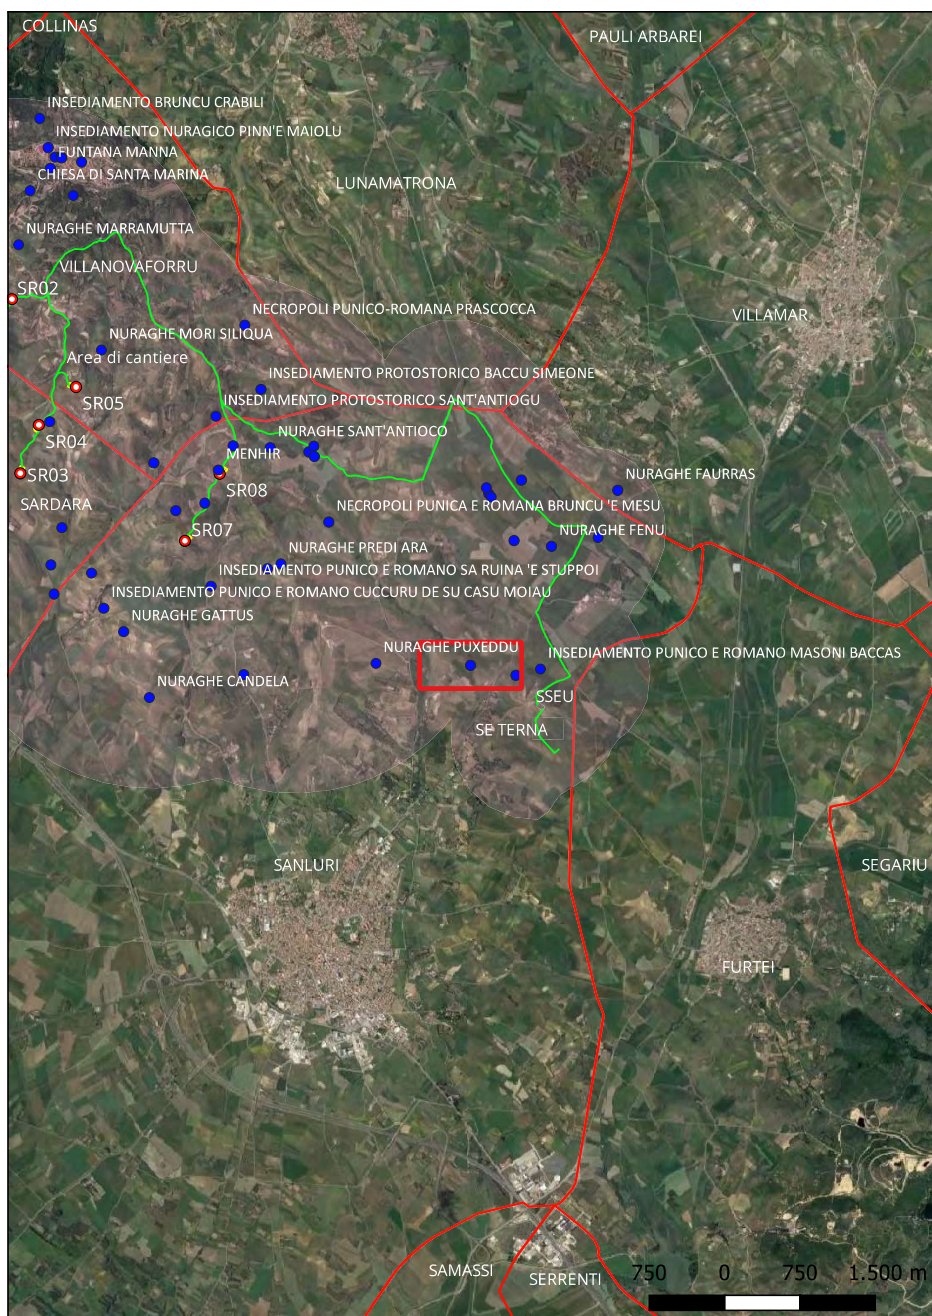 COLLINAS
PAULI ARBAREI
INSEDIAMENTO BRUNCU CRABILI
INSEDIAMENTO NURAGICO PINN'E MAIOLU
FUNTANA MANNA
CHIESA DI SANTA MARINA
LUNAMATRONA
NURAGHE MARRAMUTTA
VILLANOVAFORRU
SR02
NECROPOLI PUNICO-ROMANA PRASCOCCA
VILLAMAR
NURAGHE MORI SILIQUA
Area di cantiere
INSEDIAMENTO PROTOSTORICO BACCU SIMEONE
SR05
INSEDIAMENTO PROTOSTORICO SANT'ANTIOGU
SR04
NURAGHE SANT'ANTIOCO
MENHIR
SR03
SR08
NURAGHE FAURRAS
SARDARA
NECROPOLI PUNICA E ROMANA BRUNCU 'E MESU
SR07
NURAGHE FENU
NURAGHE PREDI ARA
INSEDIAMENTO PUNICO E ROMANO SA RUINA 'E STUPPOI
INSEDIAMENTO PUNICO E ROMANO CUCCURU DE SU CASU MOIAU
NURAGHE GATTUS
NURAGHE PUXEDDU
INSEDIAMENTO PUNICO E ROMANO MASONI BACCAS
NURAGHE CANDELA
SSEU
SE TERNA
SANLURI
SEGARIU
FURTEI
SAMASSI
SERRENTI
750 0 750 1.500 m